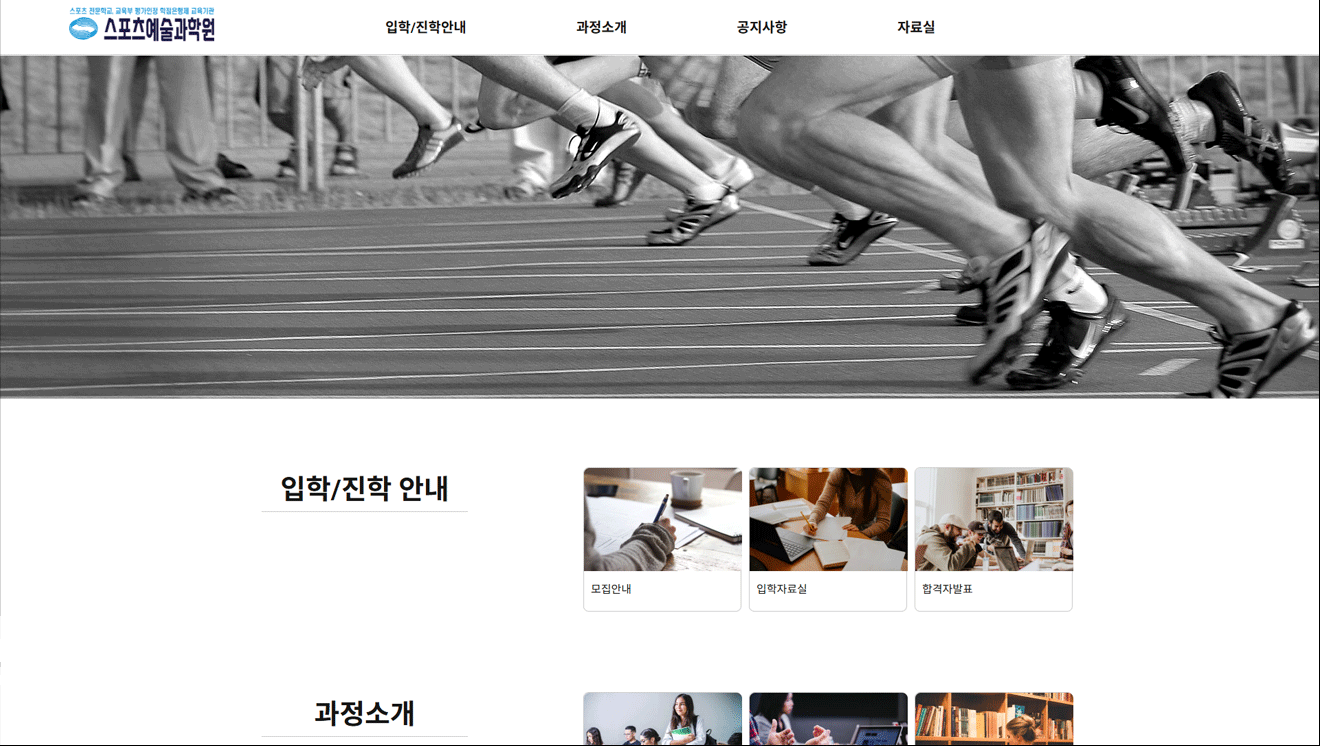 스포츠 전문학교, 교육부 평가인정 학점은행제 교육기관
스포츠예술과학원
입학/진학안내
과정소개
공지사항
자료실
입학/진학 안내
모집안내
입학자료실
합격자발표
과정소개